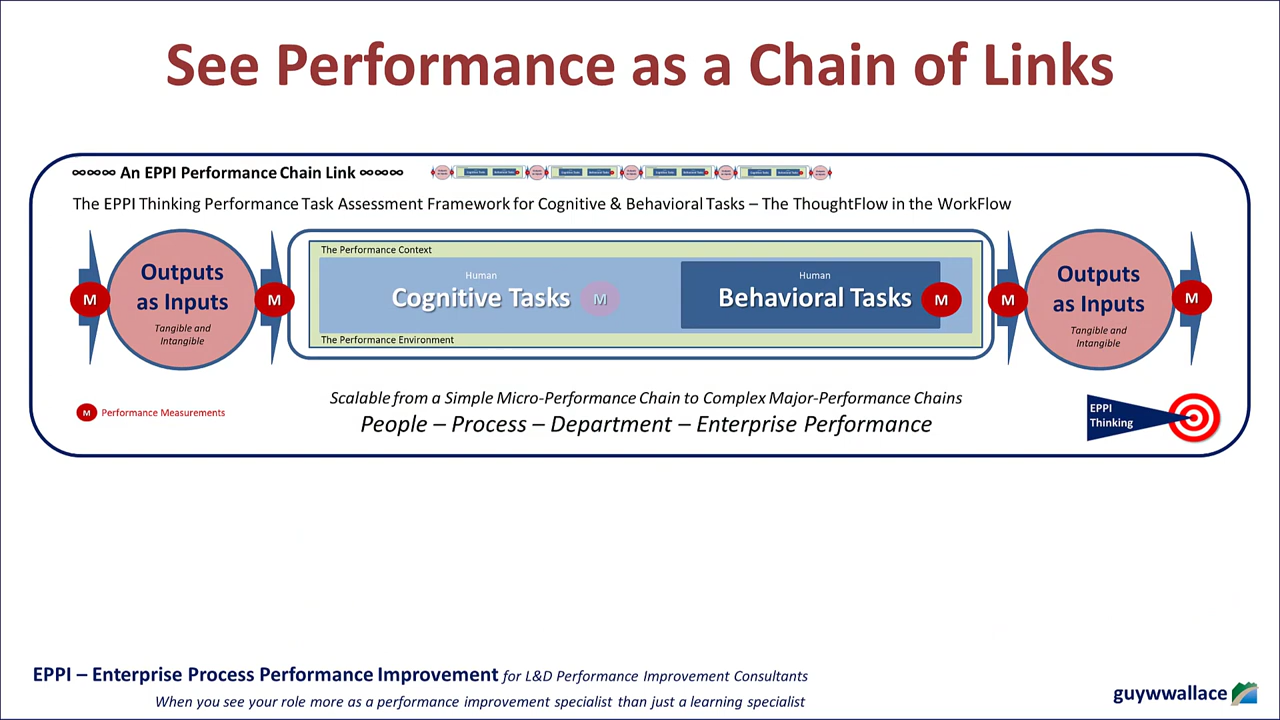 See Performance as a Chain of Links
∞∞∞ An EPPI Performance Chain Link ∞∞∞
The EPPI Thinking Performance Task Assessment Framework for Cognitive & Behavioral Tasks – The ThoughtFlow in the WorkFlow
M
Outputs
as Inputs
Tangible and
Intangible
M
The Performance Context
Human
Cognitive Tasks
M
Human
Behavioral Tasks
M
The Performance Environment
M
Outputs
as Inputs
Tangible and
Intangible
M
M Performance Measurements
Scalable from a Simple Micro-Performance Chain to Complex Major-Performance Chains
People – Process – Department – Enterprise Performance
EPPI
Thinking
EPPI – Enterprise Process Performance Improvement for L&D Performance Improvement Consultants
When you see your role more as a performance improvement specialist than just a learning specialist
guywwallace